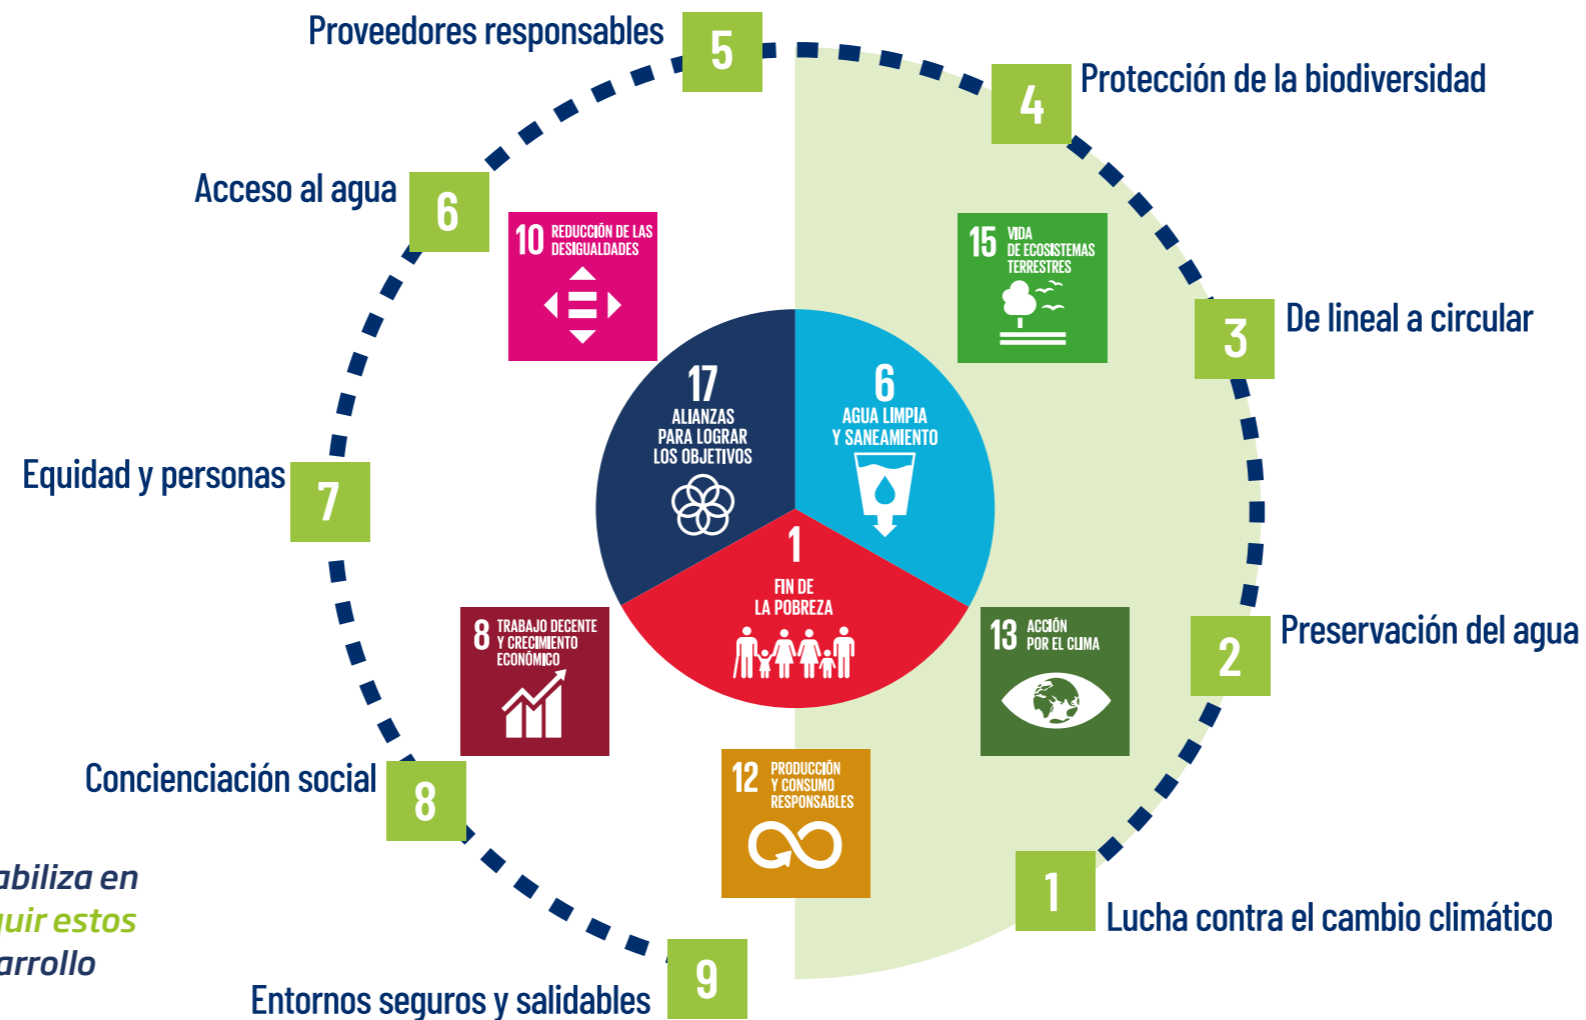 Proveedores responsables
5
4
Protección de la biodiversidad
Acceso al agua
6
10 REDUCCIÓN DE LAS
DESIGUALDADES
15 VIDA
DE ECOSISTEMAS
TERRESTRES
3
De lineal a circular
17
ALIANZAS
PARA LOGRAR
LOS OBJETIVOS
6
AGUA LIMPIA
Y SANEAMIENTO
Equidad y personas
7
1
FIN DE
LA POBREZA
8 TRABAJO DECENTE
Y CRECIMIENTO
ECONÓMICO
13 ACCIÓN
POR EL CLIMA
2
Preservación del agua
Concienciación social
8
12 PRODUCCIÓN
Y CONSUMO
RESPONSABLES
1
Lucha contra el cambio climático
abiliza en
uir estos
arrollo
9
Entornos seguros y salidables